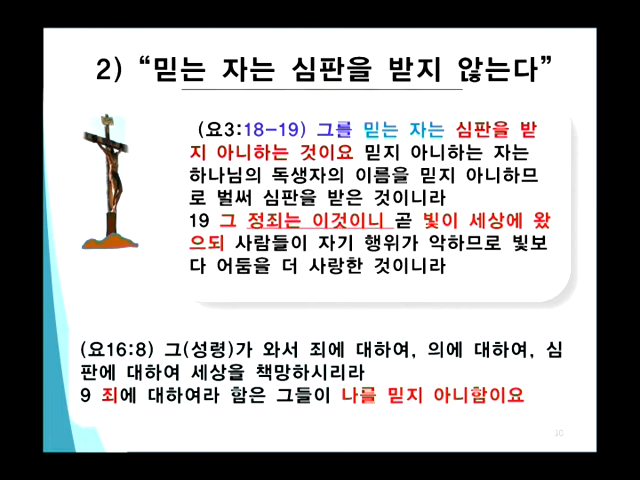 2) “믿는 자는 심판을 받지 않는다”
(요3:18-19) 그를 믿는 자는 심판을 받
지 아니하는 것이요 믿지 아니하는 자는
하나님의 독생자의 이름을 믿지 아니하므
로 벌써 심판을 받은 것이니라
19 그 정죄는 이것이니 곧 빛이 세상에 왔
으되 사람들이 자기 행위가 악하므로 빛보
다 어둠을 더 사랑한 것이니라
(요16:8) 그(성령)가 와서 죄에 대하여, 의에 대하여, 심
판에 대하여 세상을 책망하시리라
9 죄에 대하여라 함은 그들이 나를 믿지 아니함이요